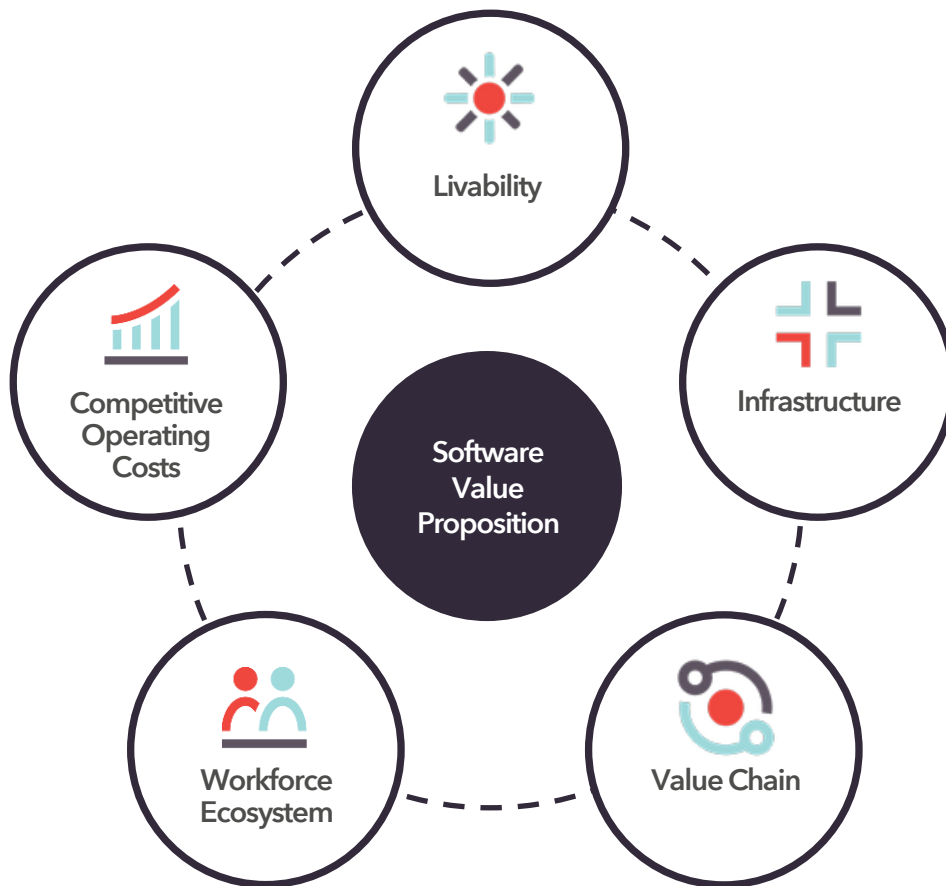 Livability
Infrastructure
Competitive
Operating
Costs
Software
Value
Proposition
Workforce
Ecosystem
Value Chain